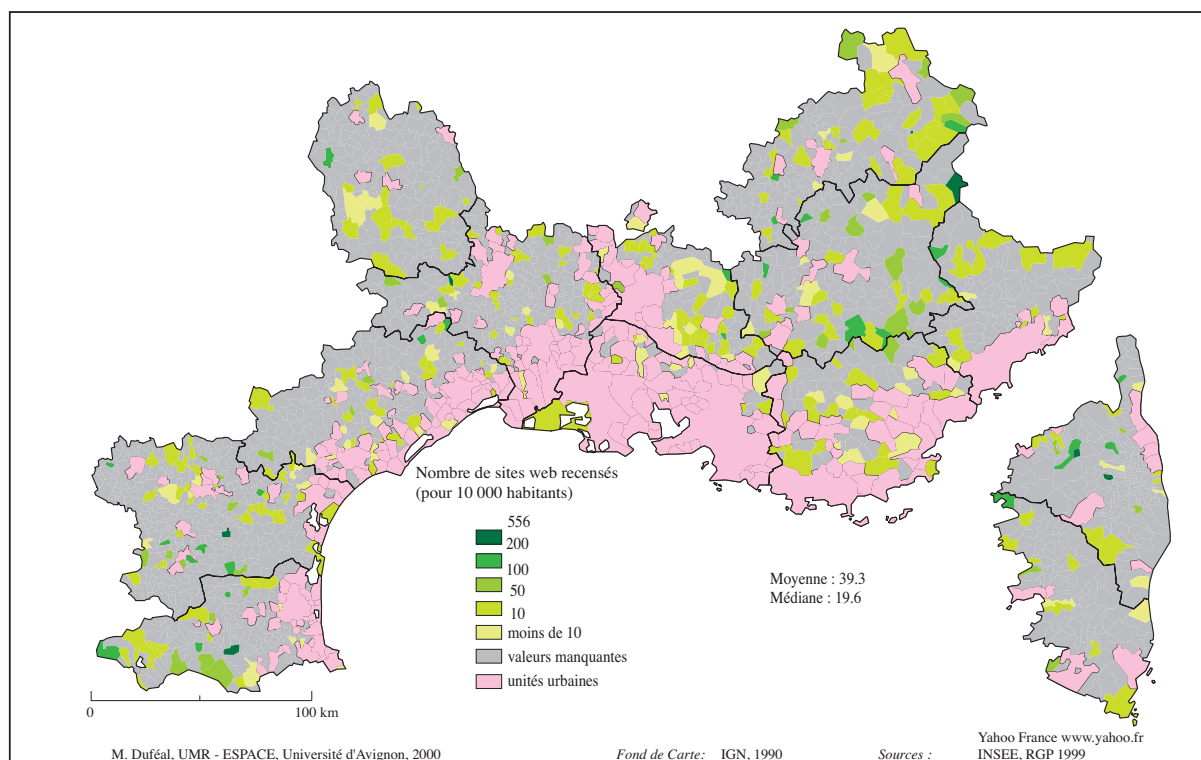 Nombre de sites web recensés
(pour 10 000 habitants)
556
200
100
50
10
moins de 10
valeurs manquantes
unités urbaines
Moyenne : 39.3
Médiane : 19.6
0 100 km
M. Duféal, UMR - ESPACE, Université d'Avignon, 2000
Fond de Carte: IGN, 1990
Sources :
Yahoo France www.yahoo.fr
INSEE, RGP 1999